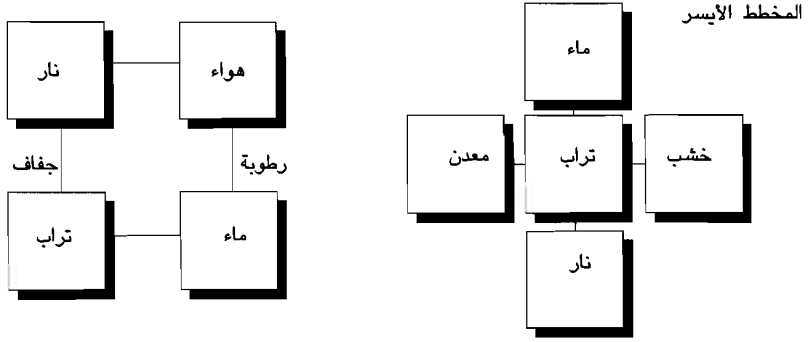 المخطط الأيسر
ماء
خشب
تراب
معدن
نار
هواء
نار
رطوبة
جفاف
ماء
تراب